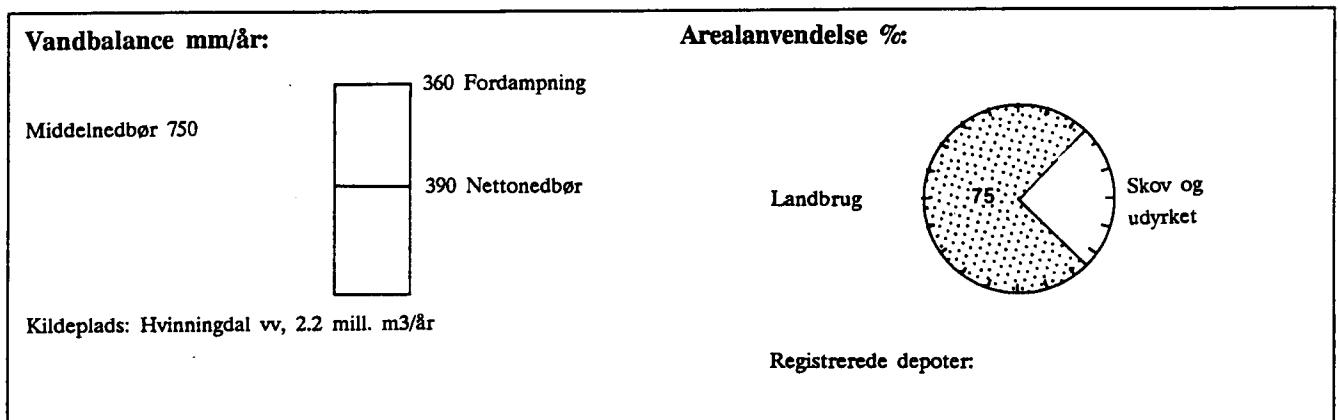 Vandbalance mm/år:
360 Fordampning
Middelnedbør 750
390 Nettonedbør
Kildeplads: Hvinningdal vv, 2.2 mill. m3/år
Arealanvendelse %:
Landbrug
75
Skov og
udyrket
Registrerede depoter: